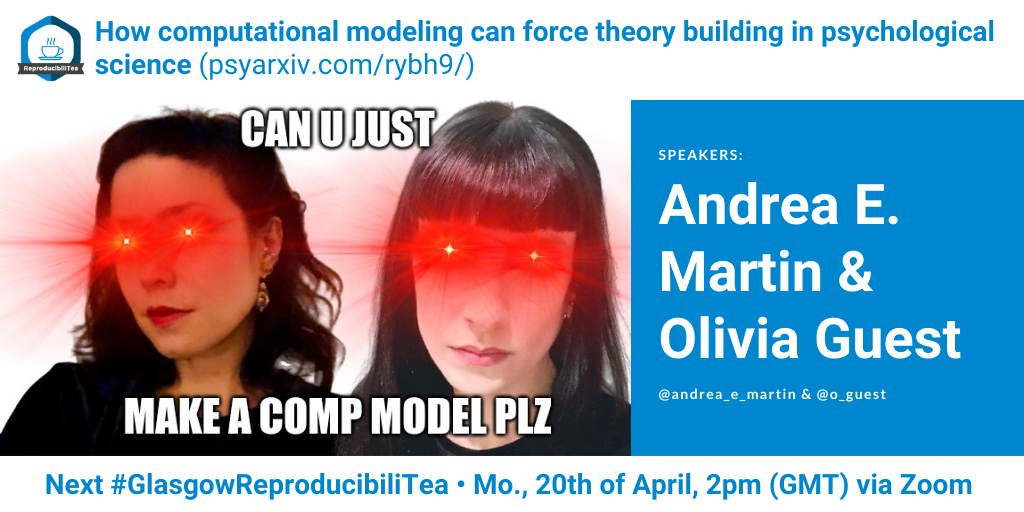 How computational modeling can force theory building in psychological
science (psyarxiv.com/rybh9/)
ReproducibiliTea
CAN U JUST
MAKE A COMP MODEL PLZ
SPEAKERS:
Andrea E.
Martin &
Olivia Guest
@andrea_e_martin & @o_guest
Next #GlasgowReproducibiliTea • Mo., 20th of April, 2pm (GMT) via Zoom